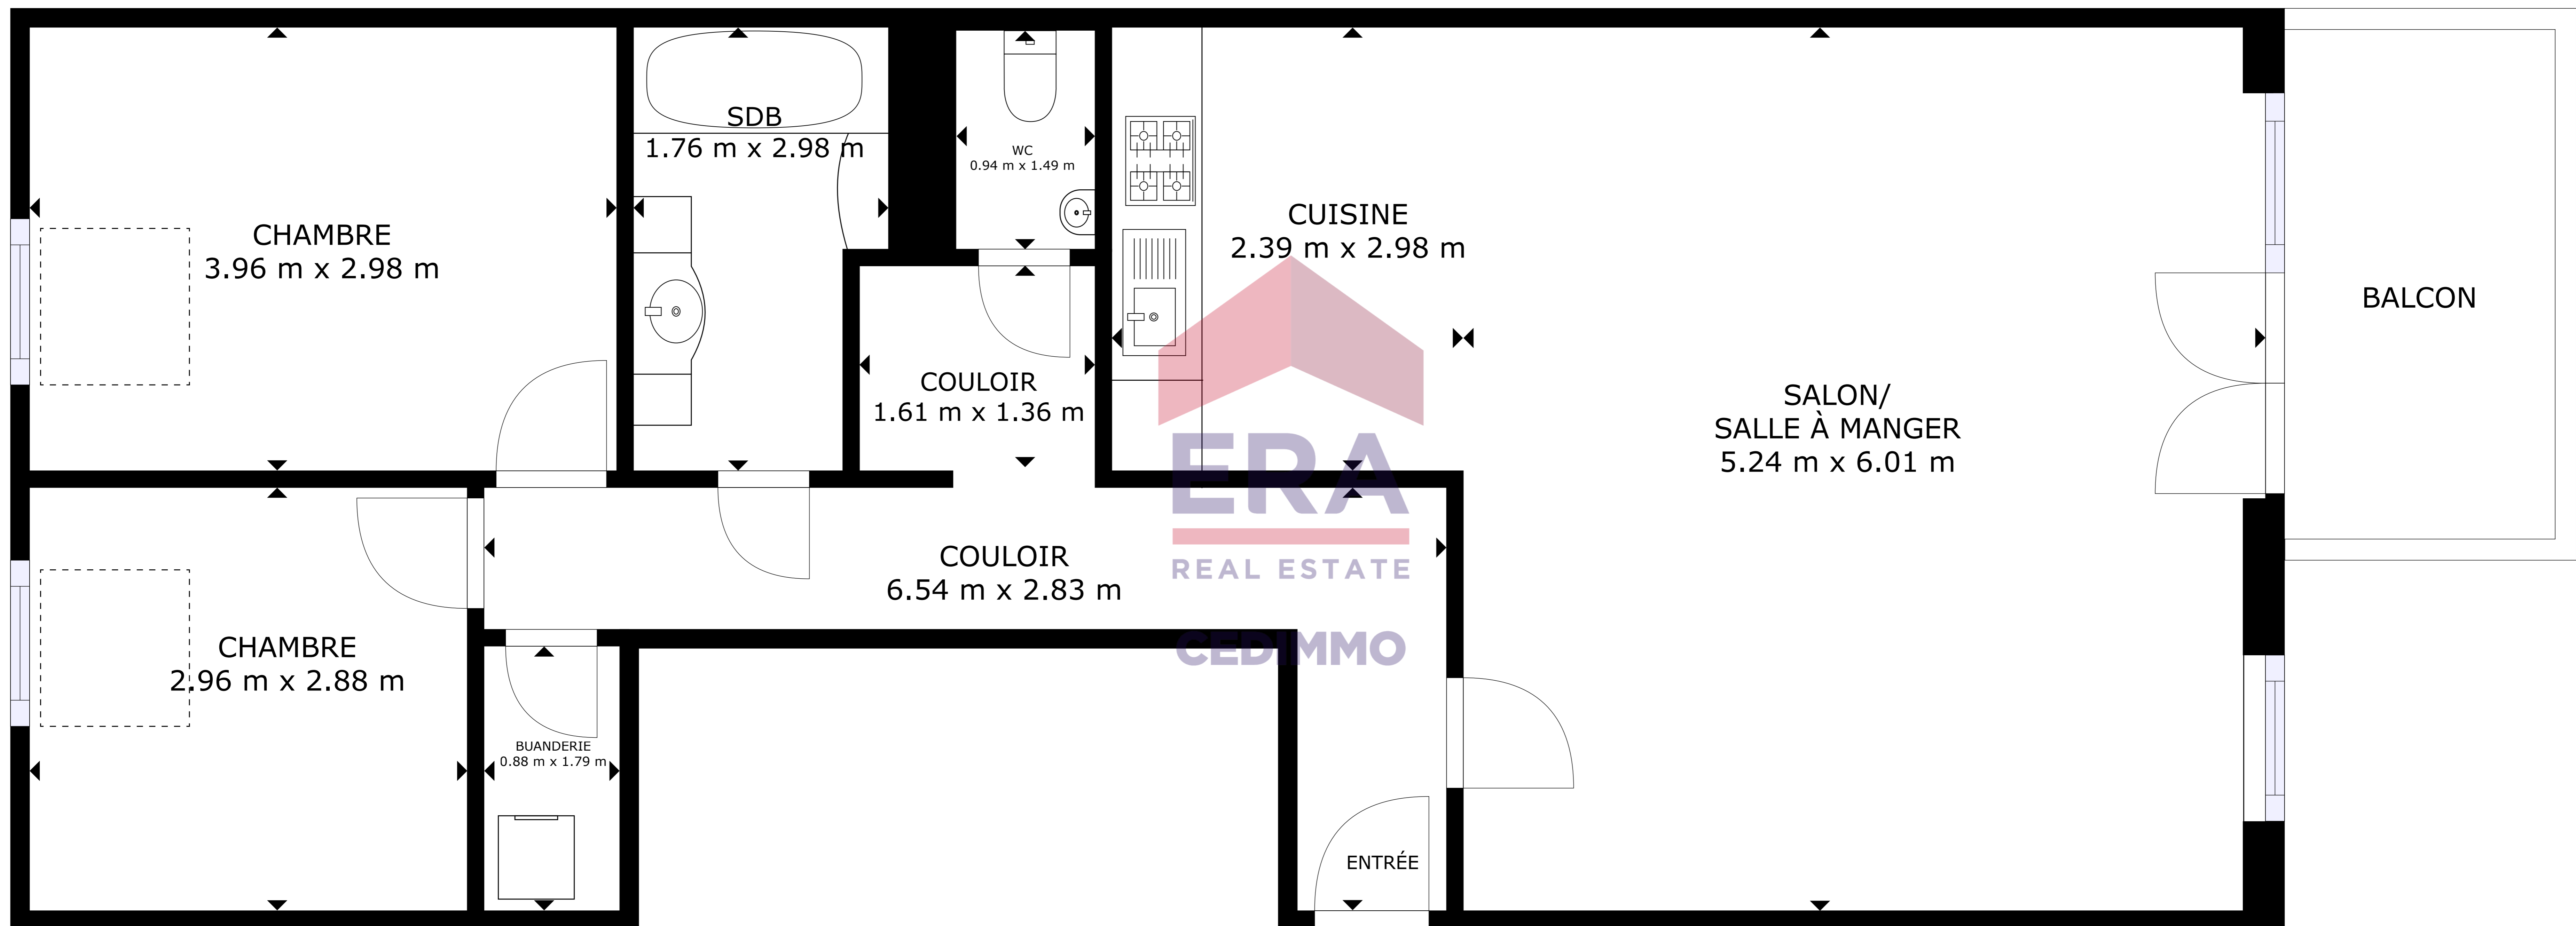 SDB
1.76 m x 2.98 m
WC
0.94 m x 1.49 m
CHAMBRE
3.96 m x 2.98 m
CUISINE
2.39 m x 2.98 m
BALCON
COULOIR
1.61 m x 1.36 m
SALON/
SALLE À MANGER
5.24 m x 6.01 m
ERA
REAL ESTATE
CEDIMMO
COULOIR
6.54 m x 2.83 m
CHAMBRE
2.96 m x 2.88 m
BUANDERIE
0.88 m x 1.79 m
ENTRÉE